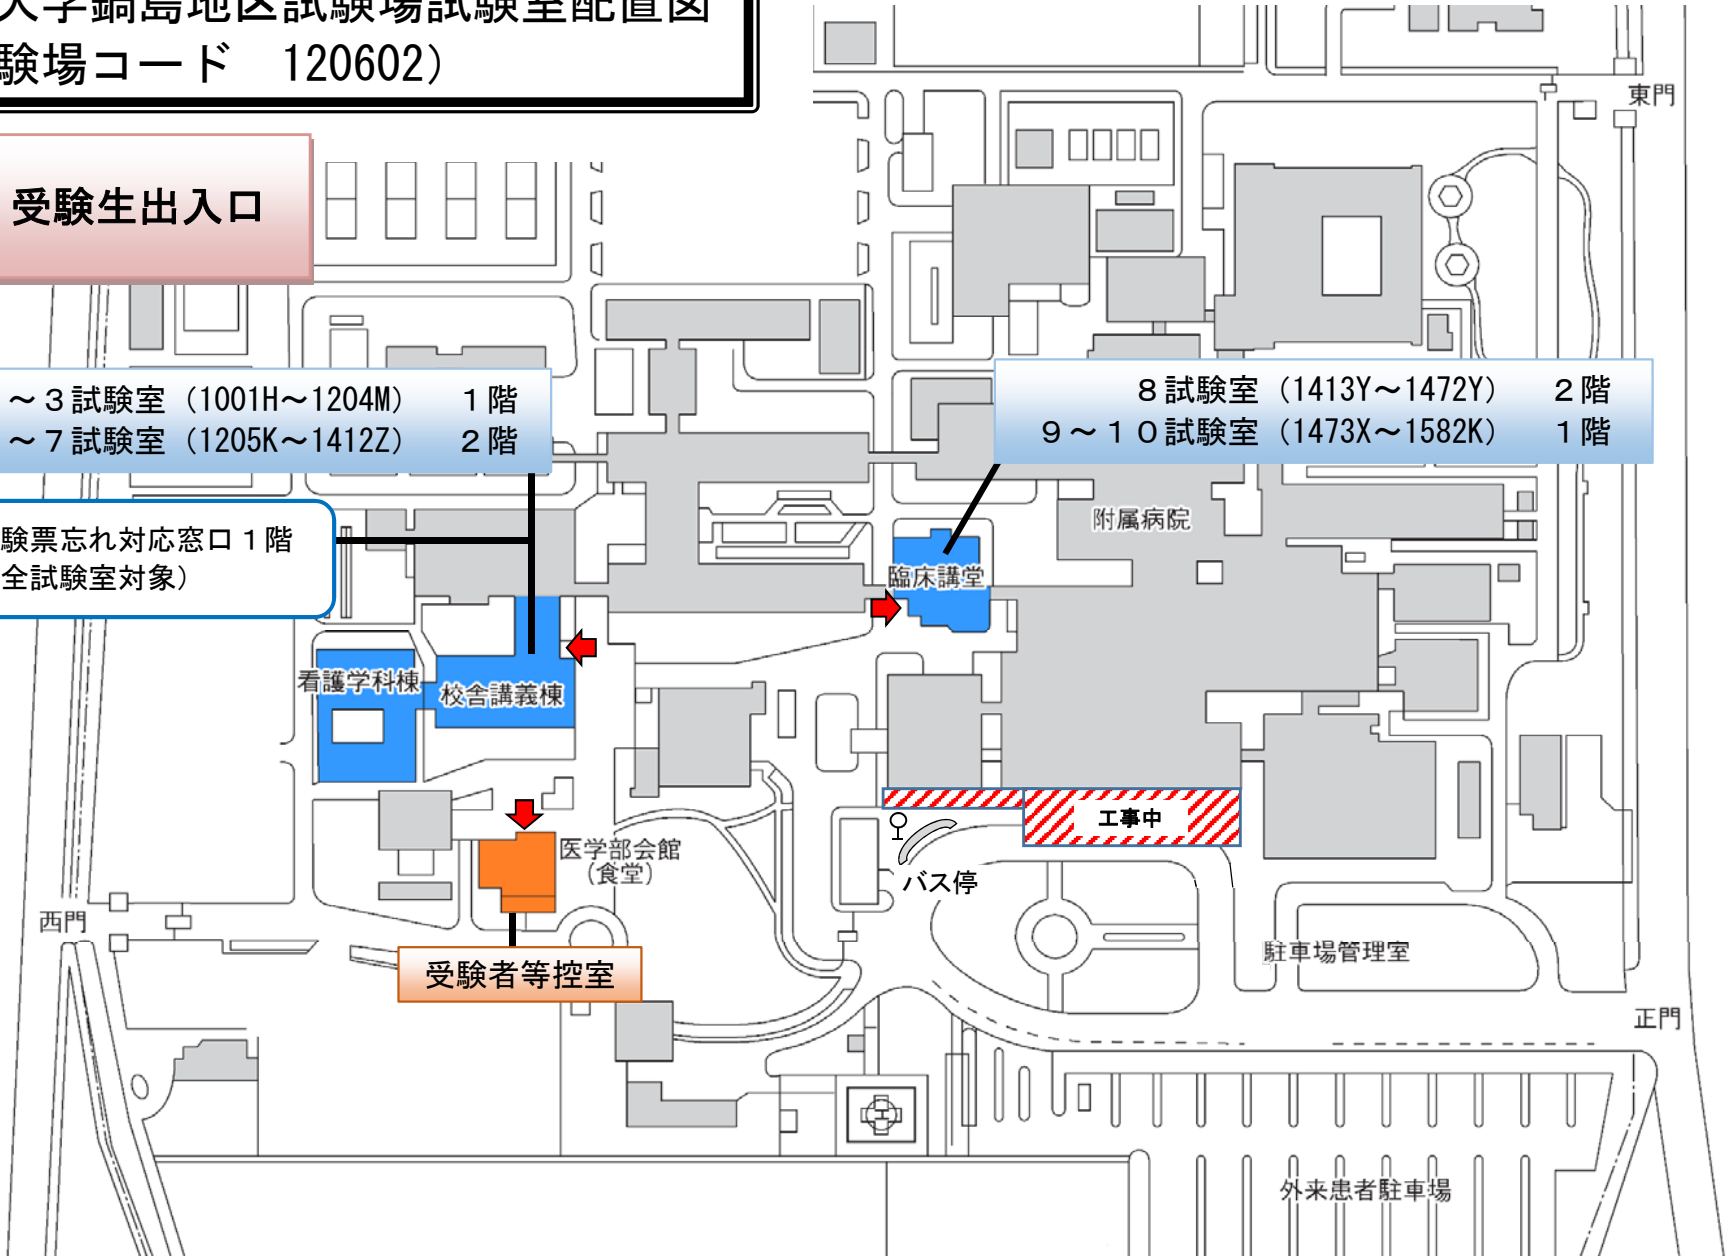 大学鍋島地区試験場試験室配置図
験場コード　120602）
受験生出入口
東門
～３試験室（1001H～1204M）　１階
～７試験室（1205K～1412Z）　２階
８試験室（1413Y～1472Y）　２階
９～１０試験室（1473X～1582K）　１階
験票忘れ対応窓口１階
全試験室対象）
附属病院
臨床講堂
看護学科棟
校舎講義棟
工事中
医学部会館
（食堂）
バス停
西門
受験者等控室
駐車場管理室
正門
外来患者駐車場